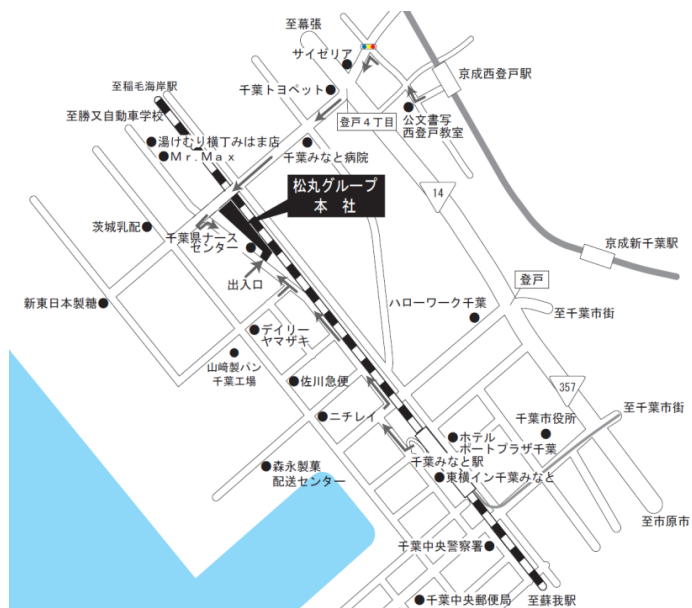 至幕張
サイゼリア
京成西登戸駅
至稲毛海岸駅
千葉トヨペット
至勝又自動車学校
登戸4丁目
公文書写
西登戸教室
湯けむり横丁みはま店
Mr.Max
千葉みなと病院
松丸グループ
本 社
14
茨城乳配
千葉県ナース
センター
京成新千葉駅
出入口
登戸
新東日本製糖
ハローワーク千葉
至千葉市街
デイリー
ヤマザキ
山﨑製パン
千葉工場
佐川急便
357
至千葉市街
ニチレイ
千葉市役所
ホテル
ポートプラザ千葉
千葉みなと駅
東横イン千葉みなと
森永製菓
配送センター
至市原市
千葉中央警察署
千葉中央郵便局
至蘇我駅